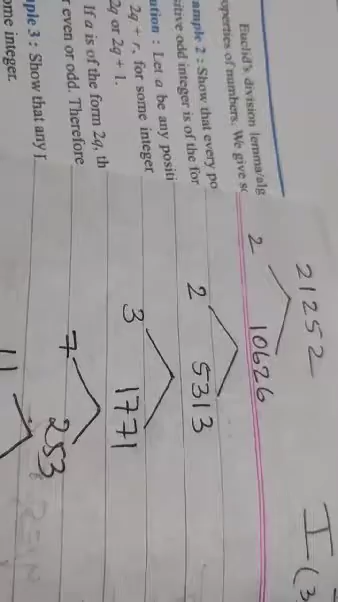 Euclid's division lemma/alg
operties of numbers. We give
ample 2 : Show that every po
sitive odd integer is of the for
ution : Let a be any positi
2q + r, for some integer
2q or 2q + 1.
If a is of the form 2q, th
r even or odd. Therefore
ple 3 : Show that any
ome integer.
21252
2 10626
2 5313
3 1771
7 253
11
I (3